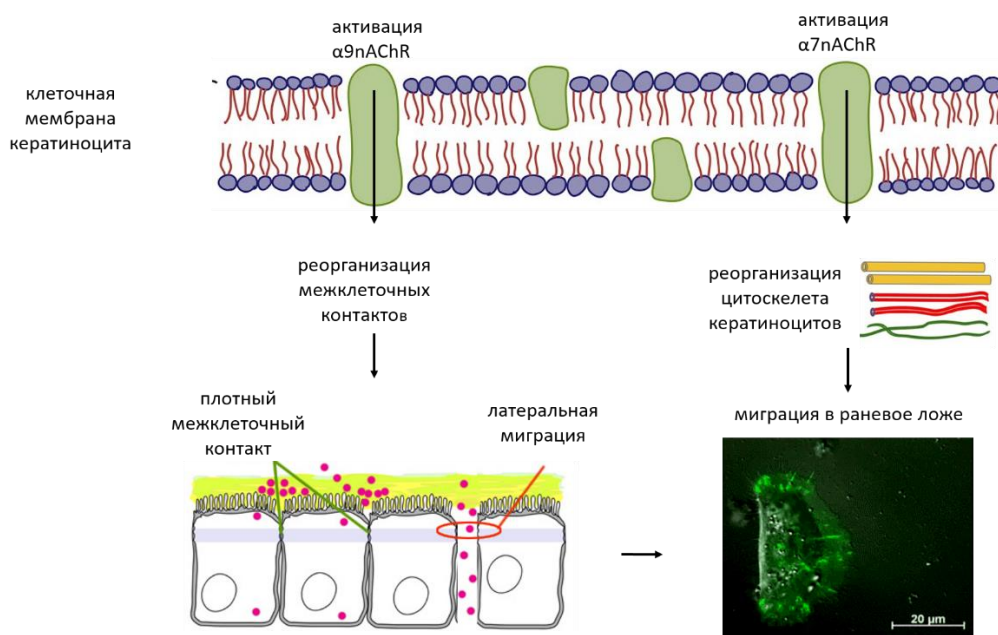 активация
α9nAChR
активация
α7nAChR
клеточная
мембрана
кератиноцита
реорганизация
межклеточных
контактов
реорганизация
цитоскелета
кератиноцитов
плотный
межклеточный
контакт
латеральная
миграция
миграция в раневое ложе
20 µm